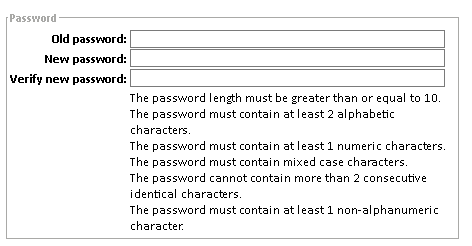 Password
Old password:
New password:
Verify new password:
The password length must be greater than or equal to 10.
The password must contain at least 2 alphabetic
characters.
The password must contain at least 1 numeric characters.
The password must contain mixed case characters.
The password cannot contain more than 2 consecutive
identical characters.
The password must contain at least 1 non-alphanumeric
character.